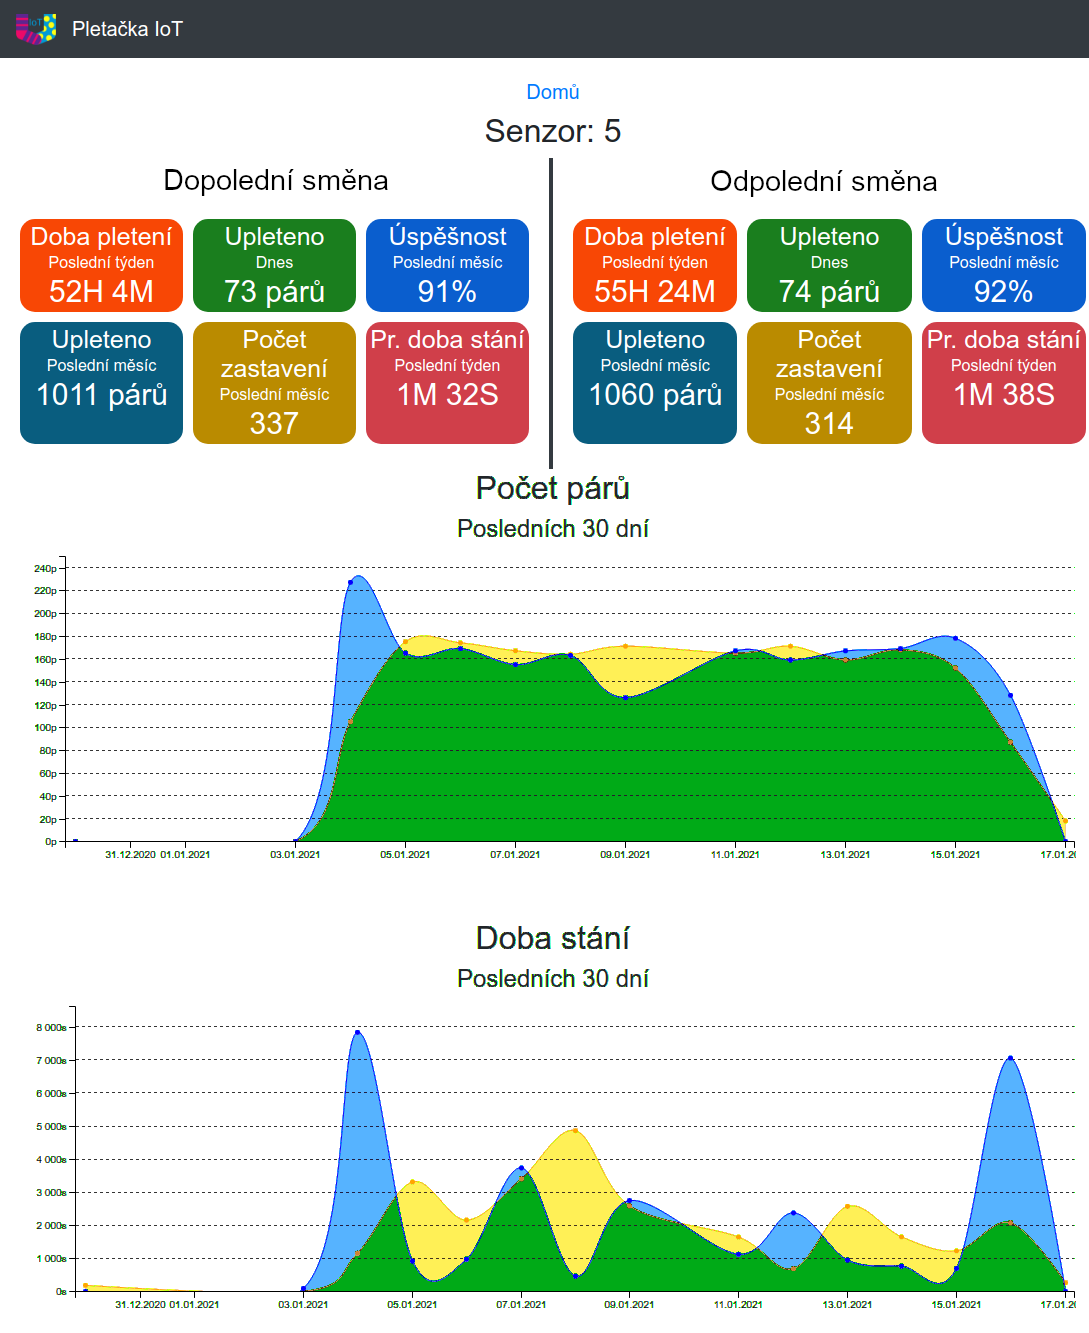 IoT
Pletačka IoT
Domů
Senzor: 5
Dopolední směna
Doba pletení
Poslední týden
52H 4M
Upleteno
Dnes
73 párů
Úspěšnost
Poslední měsíc
91%
Upleteno
Poslední měsíc
1011 párů
Počet
zastavení
Poslední měsíc
337
Pr. doba stání
Poslední týden
1M 32S
Odpolední směna
Doba pletení
Poslední týden
55H 24M
Upleteno
Dnes
74 párů
Úspěšnost
Poslední měsíc
92%
Upleteno
Poslední měsíc
1060 párů
Počet
zastavení
Poslední měsíc
314
Pr. doba stání
Poslední týden
1M 38S
Počet párů
Posledních 30 dní
240p
220p
200p
180p
160p
140p
120p
100p
80p
60p
40p
20p
0p
31.12.2020 01.01.2021 03.01.2021 05.01.2021 07.01.2021 09.01.2021 11.01.2021 13.01.2021 15.01.2021 17.01.20
Doba stání
Posledních 30 dní
8 000s
7 000s
6 000s
5 000s
4 000s
3 000s
2 000s
1 000s
0s
31.12.2020 01.01.2021 03.01.2021 05.01.2021 07.01.2021 09.01.2021 11.01.2021 13.01.2021 15.01.2021 17.01.20